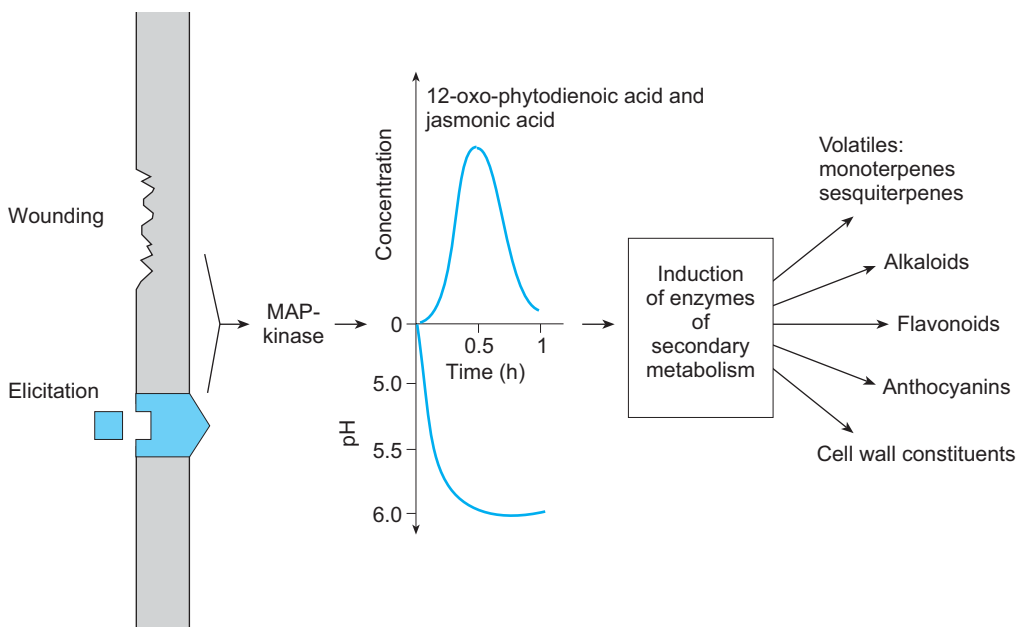 Wounding
Elicitation
MAP-
kinase
12-oxo-phytodienoic acid and
jasmonic acid
Concentration
0
0.5
1
Time (h)
5.0
5.5
6.0
pH
Induction
of enzymes
of
secondary
metabolism
Volatiles:
monoterpenes
sesquiterpenes
Alkaloids
Flavonoids
Anthocyanins
Cell wall constituents